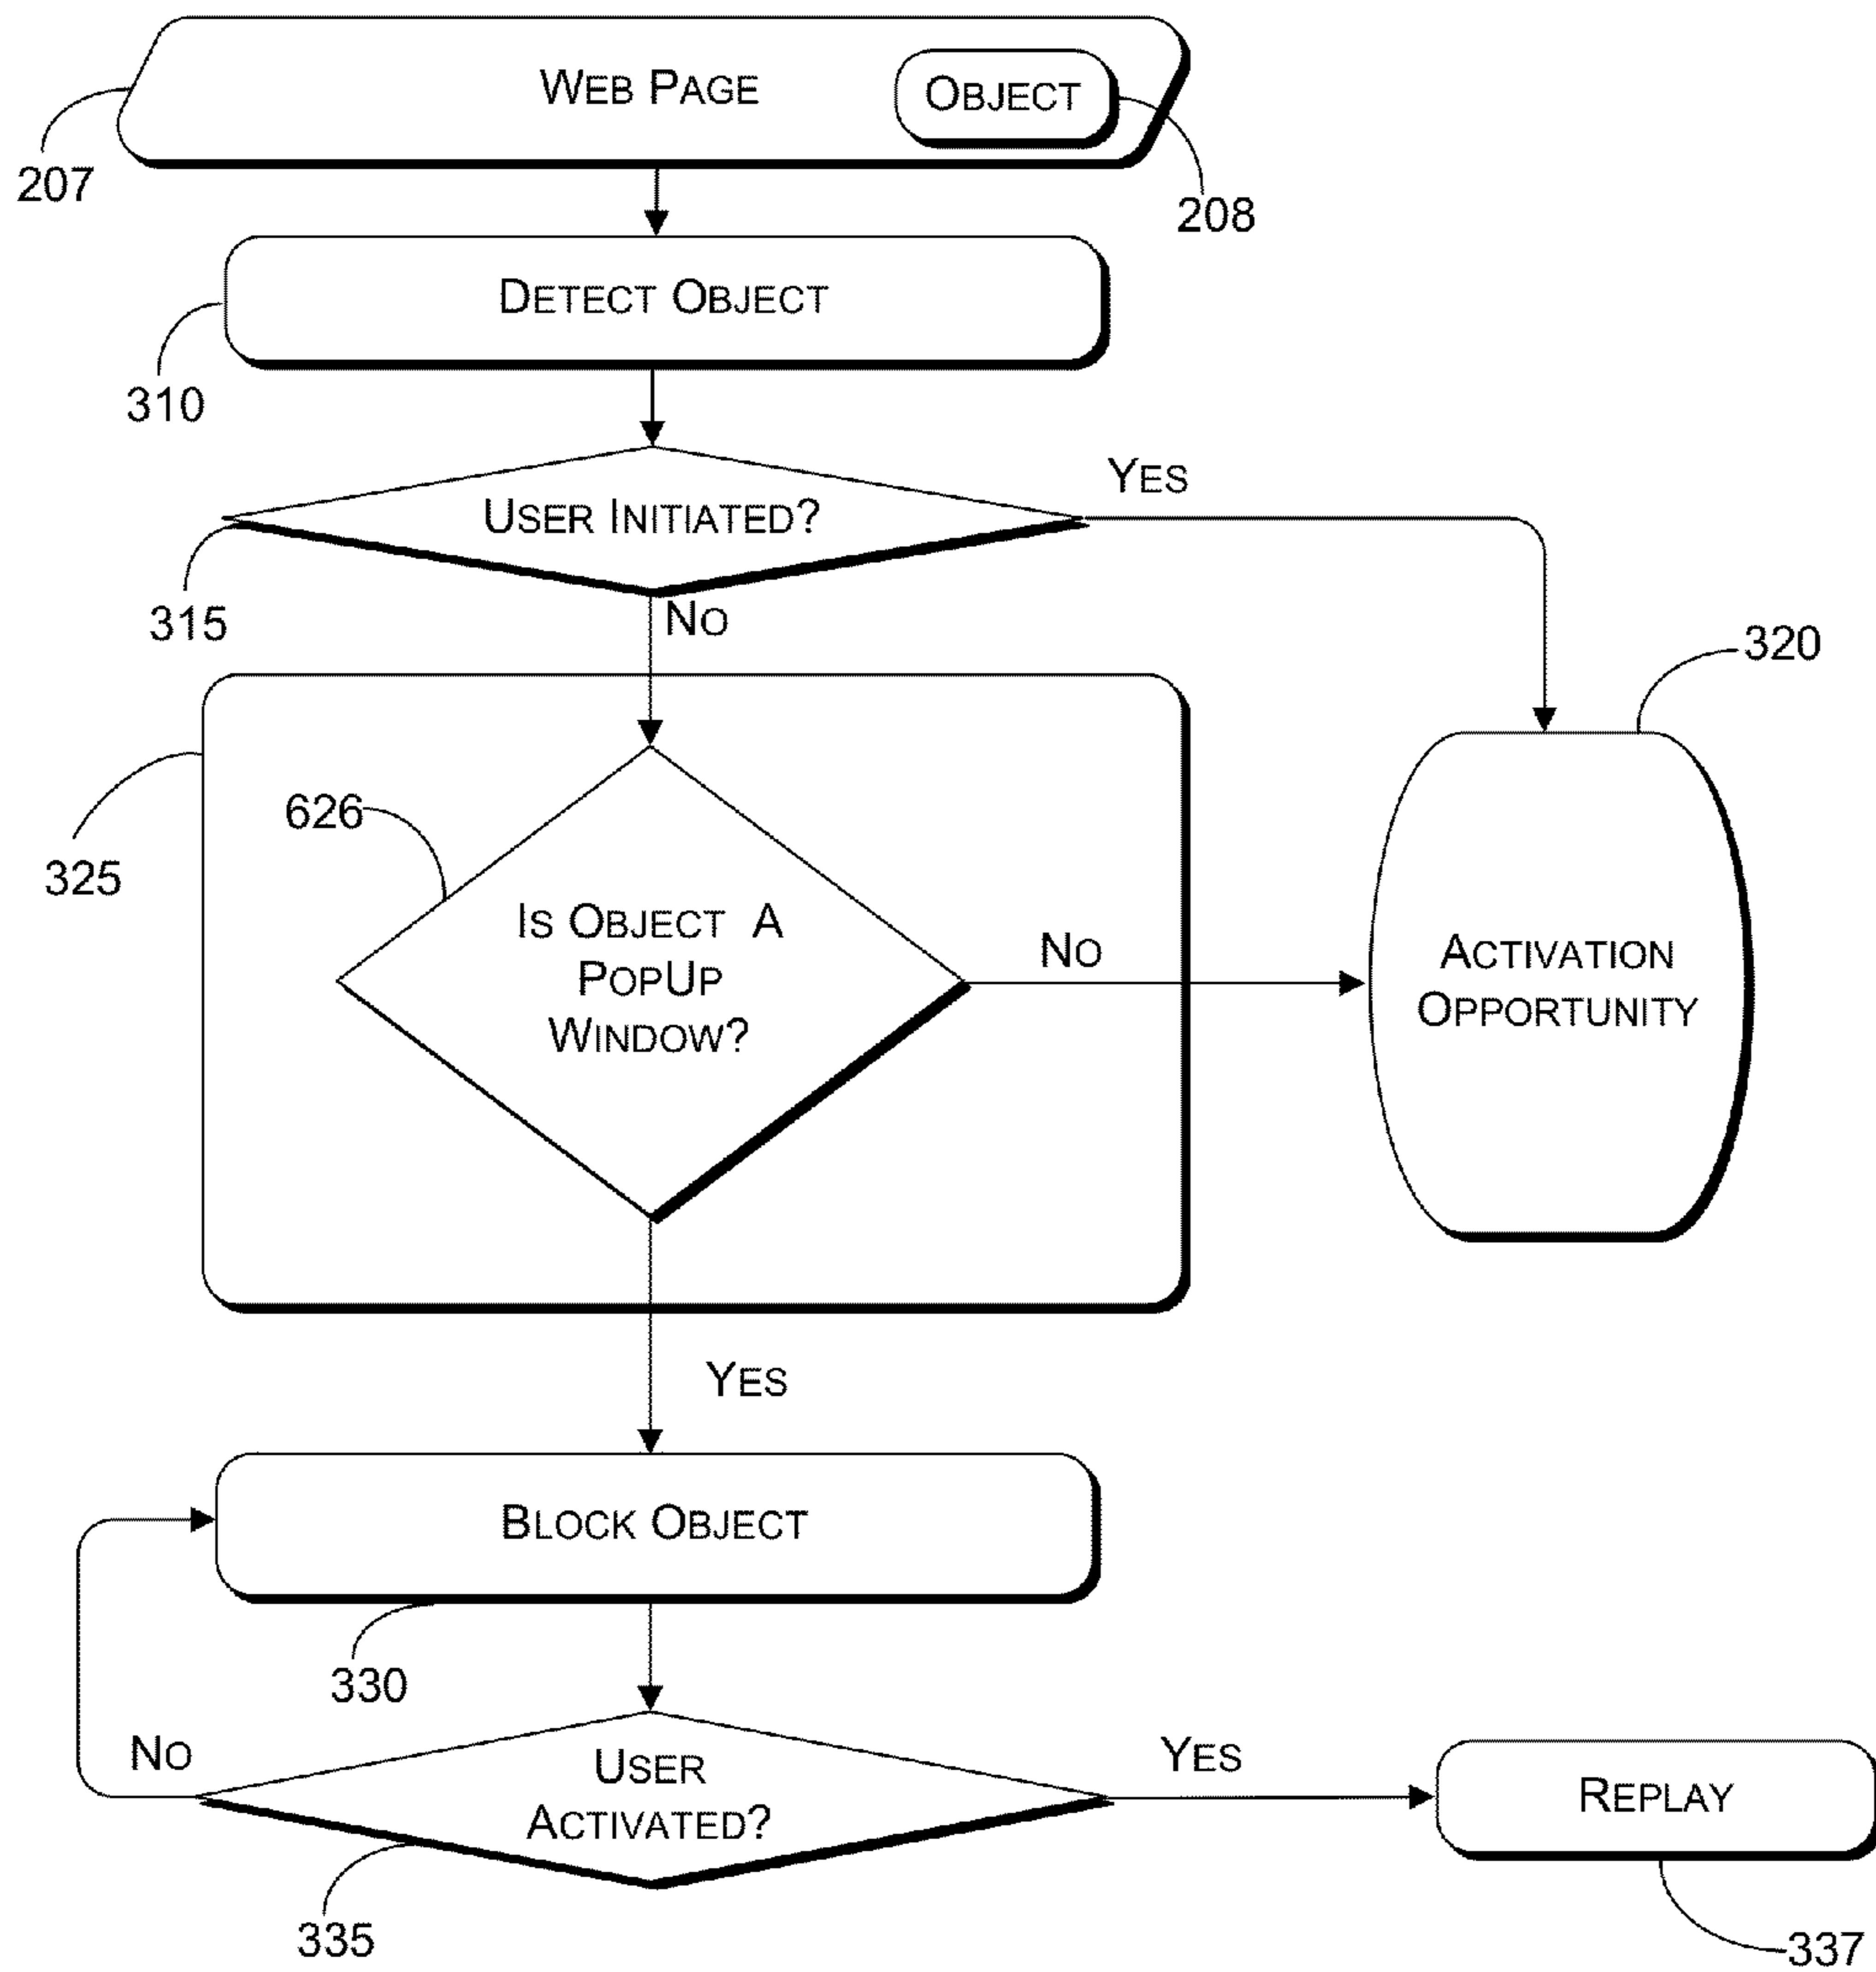 WEB PAGE
OBJECT
207
208
DETECT OBJECT
310
USER INITIATED?
YES
315
NO
320
325
626
IS OBJECT A
POPUP
WINDOW?
NO
ACTIVATION
OPPORTUNITY
YES
BLOCK OBJECT
330
NO
USER
ACTIVATED?
YES
REPLAY
335
337